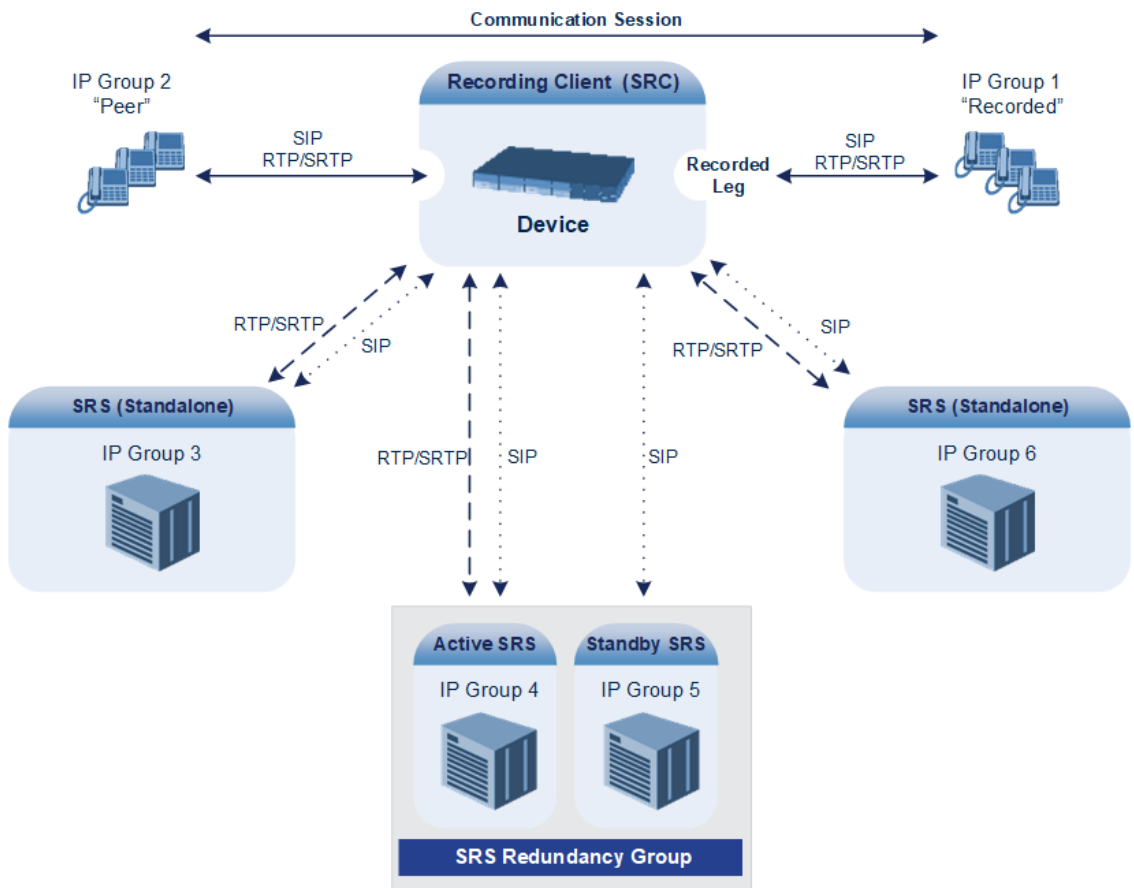 Communication Session
IP Group 2
“Peer”
SIP
RTP/SRTP
Recording Client (SRC)
Device
Recorded
Leg
SIP
RTP/SRTP
IP Group 1
“Recorded”
RTP/SRTP
SIP
RTP/SRTP
SIP
SIP
SIP
RTP/SRTP
SRS (Standalone)
IP Group 3
SRS (Standalone)
IP Group 6
Active SRS
IP Group 4
Standby SRS
IP Group 5
SRS Redundancy Group